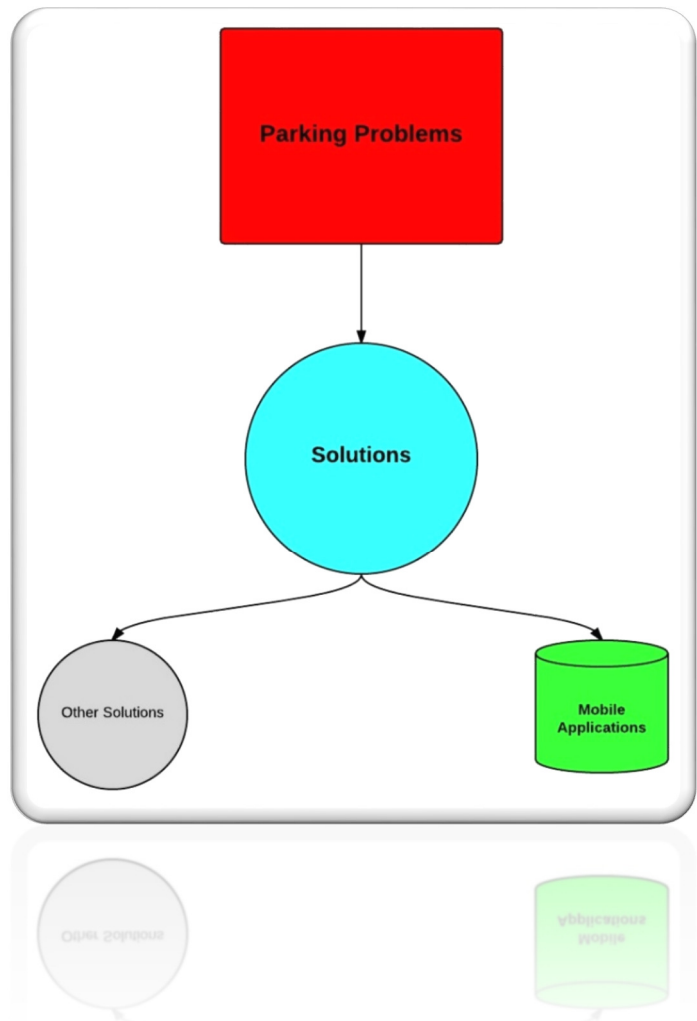 Parking Problems
Solutions
Other Solutions
Mobile
Applications